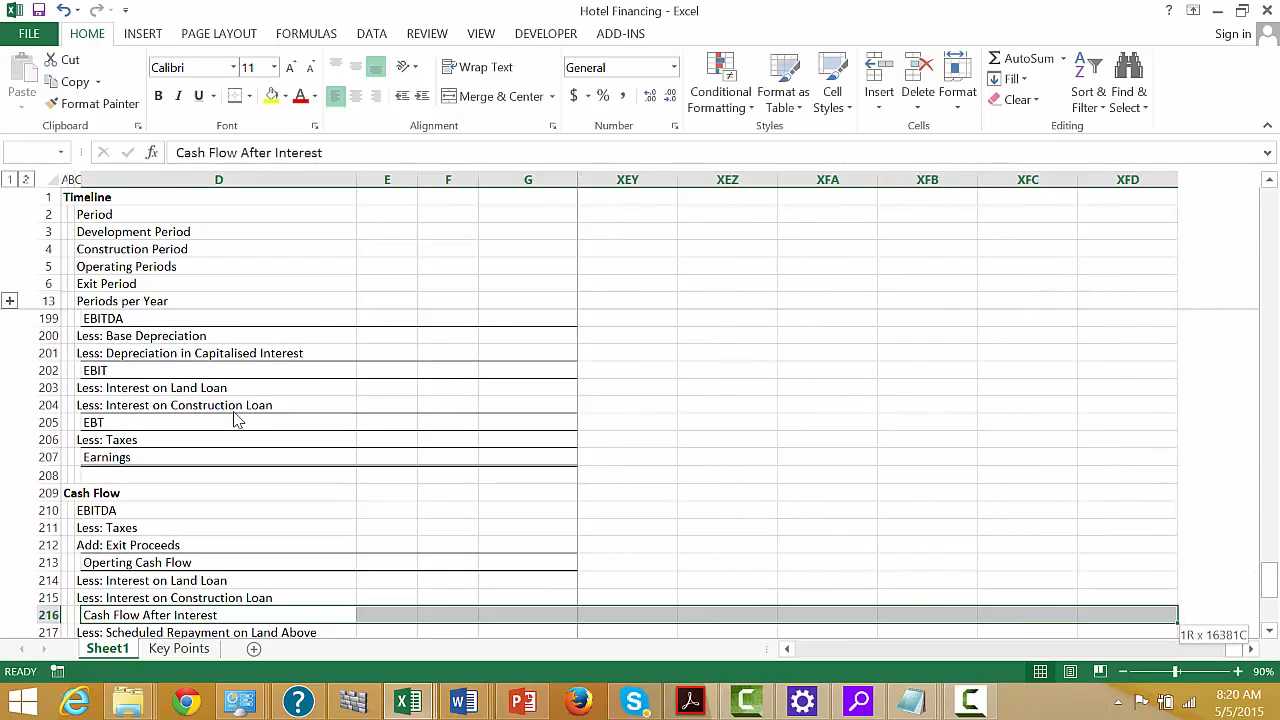 Hotel Financing - Excel
?
Sign in
FILE HOME INSERT PAGE LAYOUT FORMULAS DATA REVIEW VIEW DEVELOPER ADD-INS
Paste
Cut
Copy
Format Painter
Clipboard
Calibri 11
B I U
Font
Wrap Text
Merge & Center
Alignment
General
$ % ,
Number
Conditional Formatting
Format as Table
Cell Styles
Styles
Insert
Delete
Format
Cells
AutoSum
Fill
Clear
Sort & Filter
Find & Select
Editing
fx Cash Flow After Interest
1 2 A B C D E F G XEY XEZ XFA XFB XFC XFD
1 Timeline
2 Period
3 Development Period
4 Construction Period
5 Operating Periods
6 Exit Period
13 Periods per Year
199 EBITDA
200 Less: Base Depreciation
201 Less: Depreciation in Capitalised Interest
202 EBIT
203 Less: Interest on Land Loan
204 Less: Interest on Construction Loan
205 EBT
206 Less: Taxes
207 Earnings
208
209 Cash Flow
210 EBITDA
211 Less: Taxes
212 Add: Exit Proceeds
213 Operting Cash Flow
214 Less: Interest on Land Loan
215 Less: Interest on Construction Loan
216 Cash Flow After Interest
217 Less: Scheduled Repayment on Land Above
1R x 16381C
Sheet1 Key Points
READY
90%
8:20 AM
5/5/2015